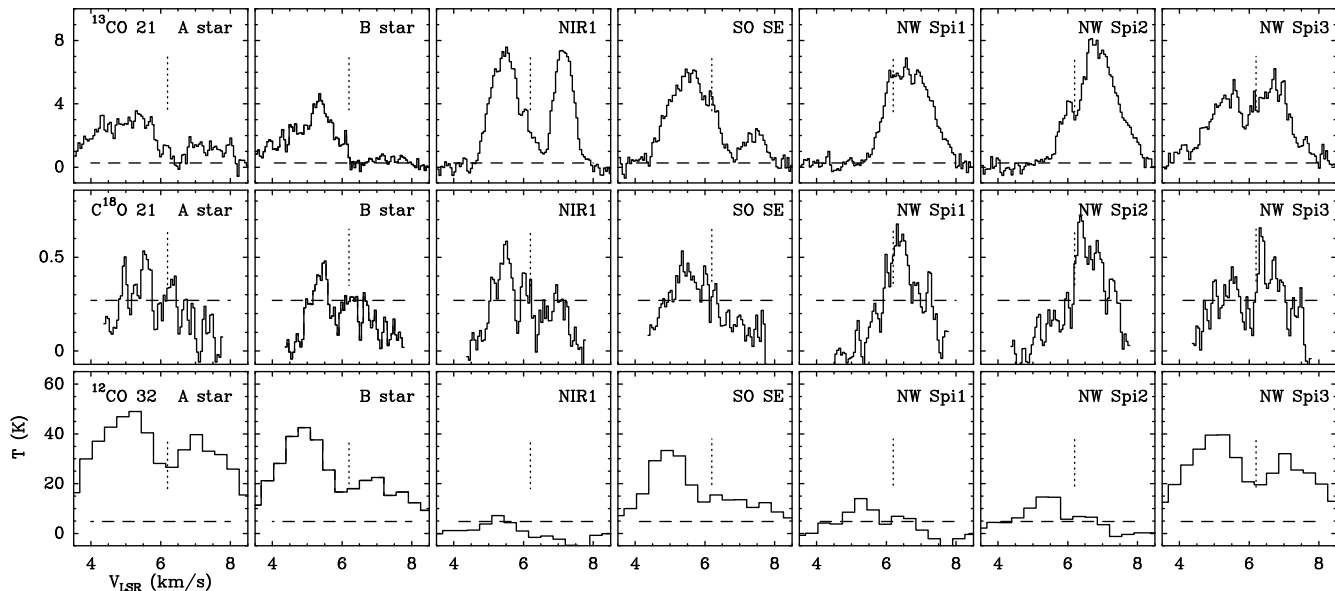 ¹³CO 21 A star B star NIR1 SO SE NW Spi1 NW Spi2 NW Spi3
8
4
0
C¹⁸O 21 A star B star NIR1 SO SE NW Spi1 NW Spi2 NW Spi3
0.5
0
¹²CO 32 A star B star NIR1 SO SE NW Spi1 NW Spi2 NW Spi3
60
40
20
0
T (K)
4 6 8 4 6 8 4 6 8 4 6 8 4 6 8 4 6 8 4 6 8
V_LSR (km/s)